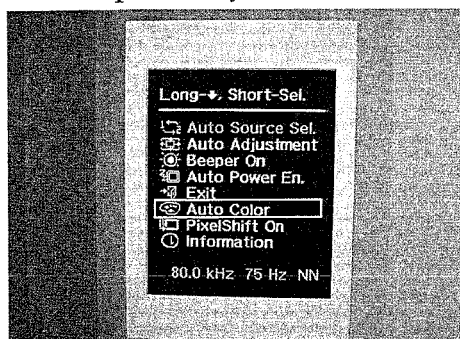 Long-↓, Short-Sel.
Auto Source Sel.
Auto Adjustment
Beeper On
Auto Power En.
Exit
Auto Color
PixelShift On
Information
80.0 kHz 75 Hz NN